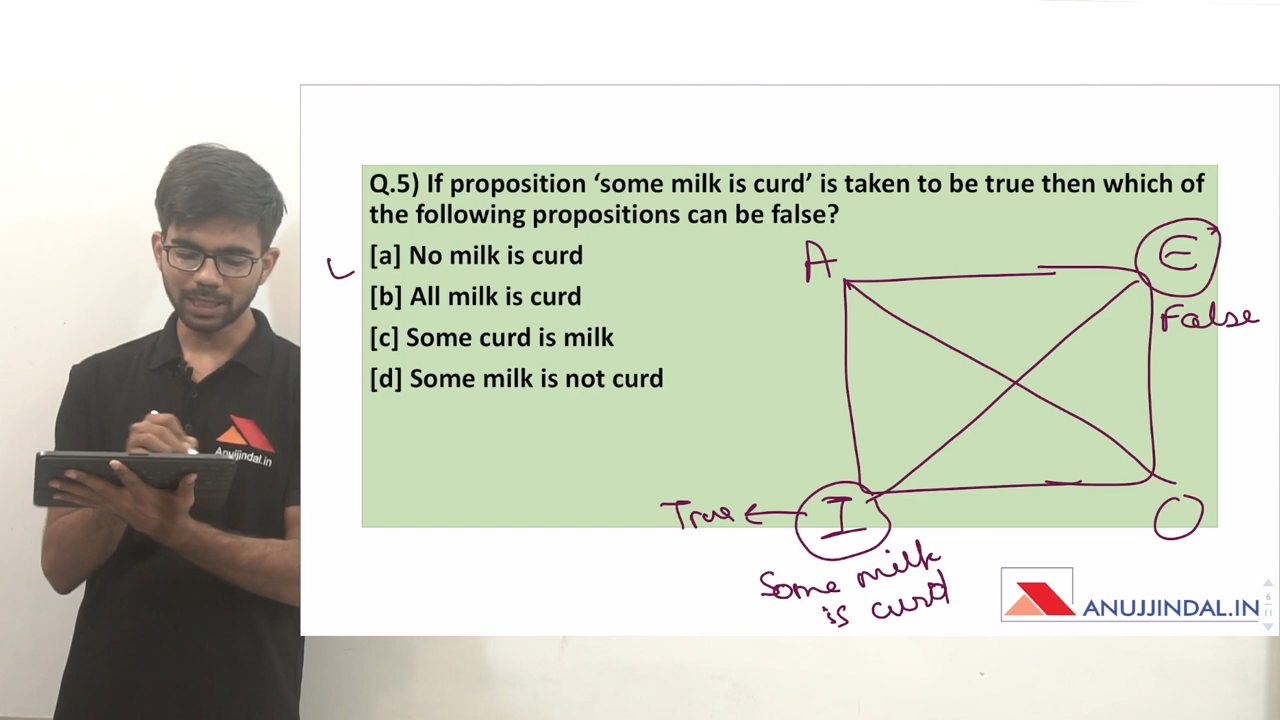 Q.5) If proposition ‘some milk is curd’ is taken to be true then which of
the following propositions can be false?
[a] No milk is curd
[b] All milk is curd
[c] Some curd is milk
[d] Some milk is not curd
A
E
False
True
I
O
Some milk
is curd
Anujjindal.in
ANUJJINDAL.IN
6
11